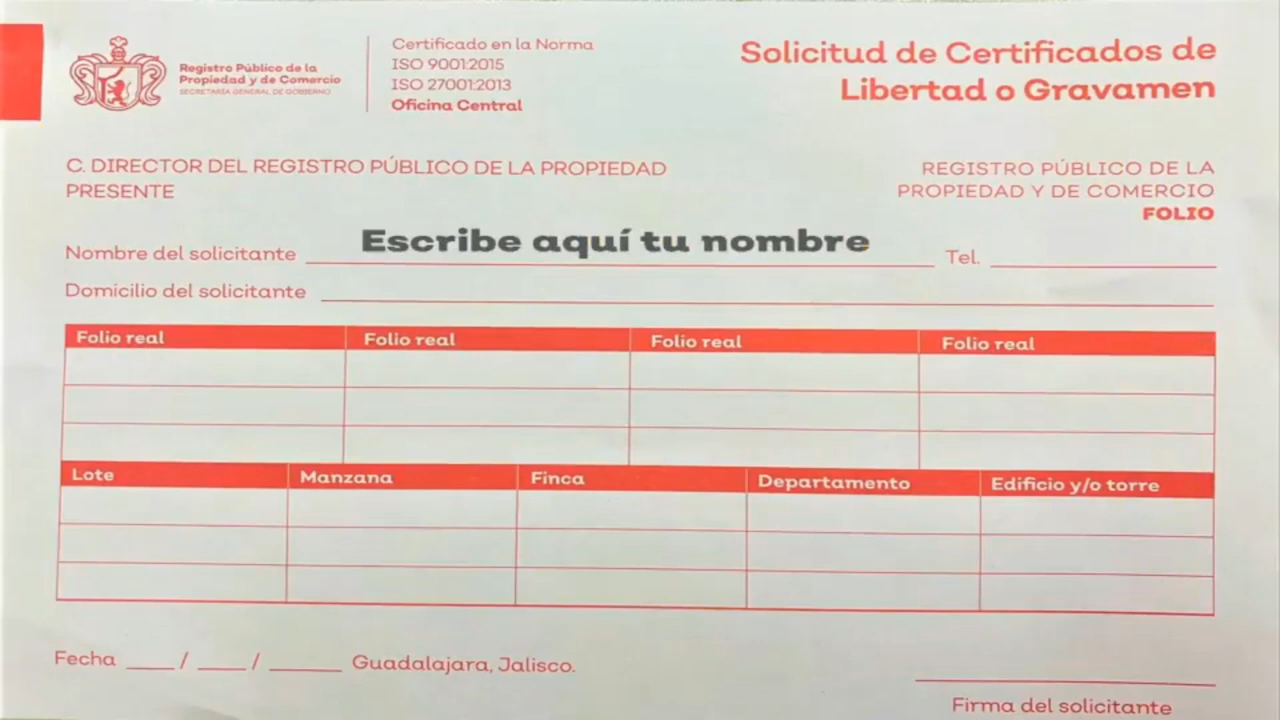 Registro Público de la
Propiedad y de Comercio
SECRETARÍA GENERAL DE GOBIERNO
Certificado en la Norma
ISO 9001:2015
ISO 27001:2013
Oficina Central
Solicitud de Certificados de
Libertad o Gravamen
C. DIRECTOR DEL REGISTRO PÚBLICO DE LA PROPIEDAD
PRESENTE
REGISTRO PÚBLICO DE LA
PROPIEDAD Y DE COMERCIO
FOLIO
Nombre del solicitante Escribe aquí tu nombre Tel.
Domicilio del solicitante
Folio real Folio real Folio real Folio real
Lote Manzana Finca Departamento Edificio y/o torre
Fecha ____ / ____ / ______ Guadalajara, Jalisco.
Firma del solicitante